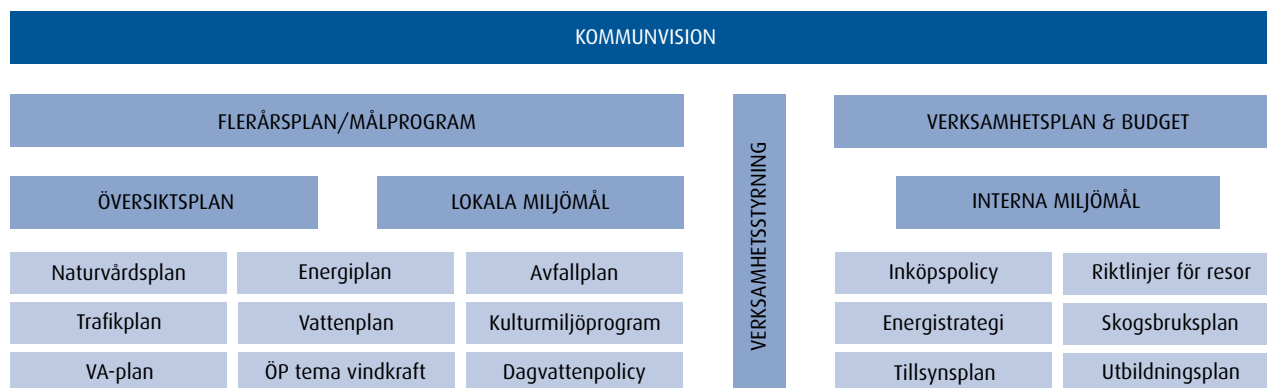 KOMMUNVISION
FLERÅRSPLAN/MÅLPROGRAM
ÖVERSIKTSPLAN
LOKALA MILJÖMÅL
Naturvårdsplan
Energiplan
Avfallplan
Trafikplan
Vattenplan
Kulturmiljöprogram
VA-plan
ÖP tema vindkraft
Dagvattenpolicy
VERKSAMHETSSTYRNING
VERKSAMHETSPLAN & BUDGET
INTERNA MILJÖMÅL
Inköpspolicy
Riktlinjer för resor
Energistrategi
Skogsbruksplan
Tillsynsplan
Utbildningsplan